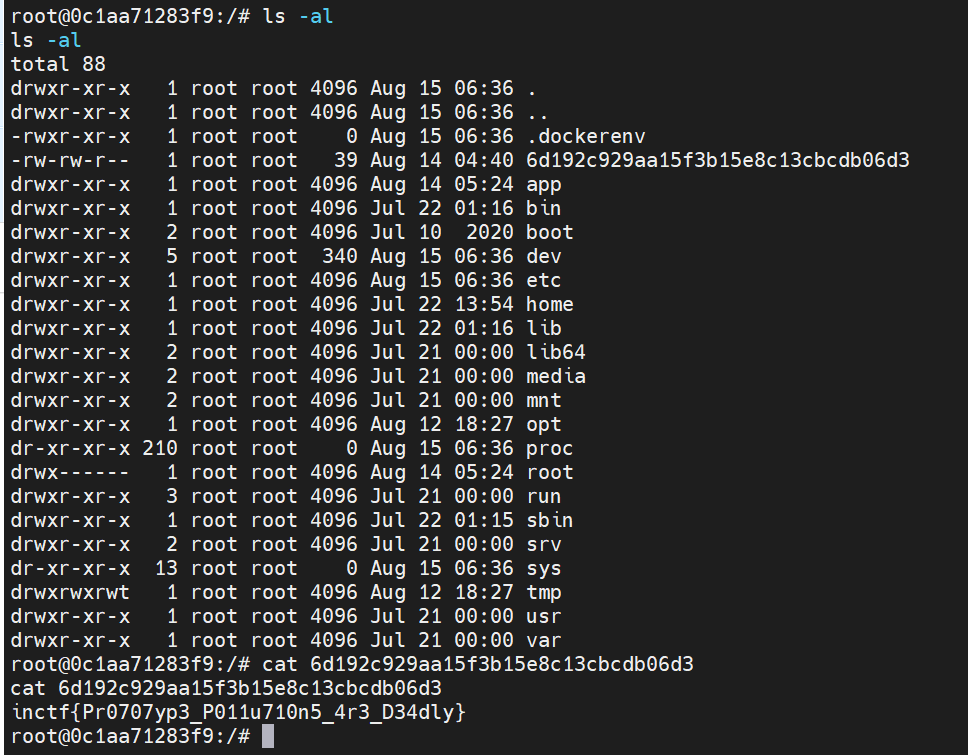 root@0c1aa71283f9:/# ls -al
ls -al
total 88
drwxr-xr-x   1 root root 4096 Aug 15 06:36 .
drwxr-xr-x   1 root root 4096 Aug 15 06:36 ..
-rwxr-xr-x   1 root root    0 Aug 15 06:36 .dockerenv
-rw-rw-r--   1 root root   39 Aug 14 04:40 6d192c929aa15f3b15e8c13cbcdb06d3
drwxr-xr-x   1 root root 4096 Aug 14 05:24 app
drwxr-xr-x   1 root root 4096 Jul 22 01:16 bin
drwxr-xr-x   2 root root 4096 Jul 10  2020 boot
drwxr-xr-x   5 root root  340 Aug 15 06:36 dev
drwxr-xr-x   1 root root 4096 Aug 15 06:36 etc
drwxr-xr-x   1 root root 4096 Jul 22 13:54 home
drwxr-xr-x   1 root root 4096 Jul 22 01:16 lib
drwxr-xr-x   2 root root 4096 Jul 21 00:00 lib64
drwxr-xr-x   2 root root 4096 Jul 21 00:00 media
drwxr-xr-x   2 root root 4096 Jul 21 00:00 mnt
drwxr-xr-x   1 root root 4096 Aug 12 18:27 opt
dr-xr-xr-x 210 root root    0 Aug 15 06:36 proc
drwx------   1 root root 4096 Aug 14 05:24 root
drwxr-xr-x   3 root root 4096 Jul 21 00:00 run
drwxr-xr-x   1 root root 4096 Jul 22 01:15 sbin
drwxr-xr-x   2 root root 4096 Jul 21 00:00 srv
dr-xr-xr-x  13 root root    0 Aug 15 06:36 sys
drwxrwxrwt   1 root root 4096 Aug 12 18:27 tmp
drwxr-xr-x   1 root root 4096 Jul 21 00:00 usr
drwxr-xr-x   1 root root 4096 Jul 21 00:00 var
root@0c1aa71283f9:/# cat 6d192c929aa15f3b15e8c13cbcdb06d3
cat 6d192c929aa15f3b15e8c13cbcdb06d3
inctf{Pr0707yp3_P011u710n5_4r3_D34dly}
root@0c1aa71283f9:/#